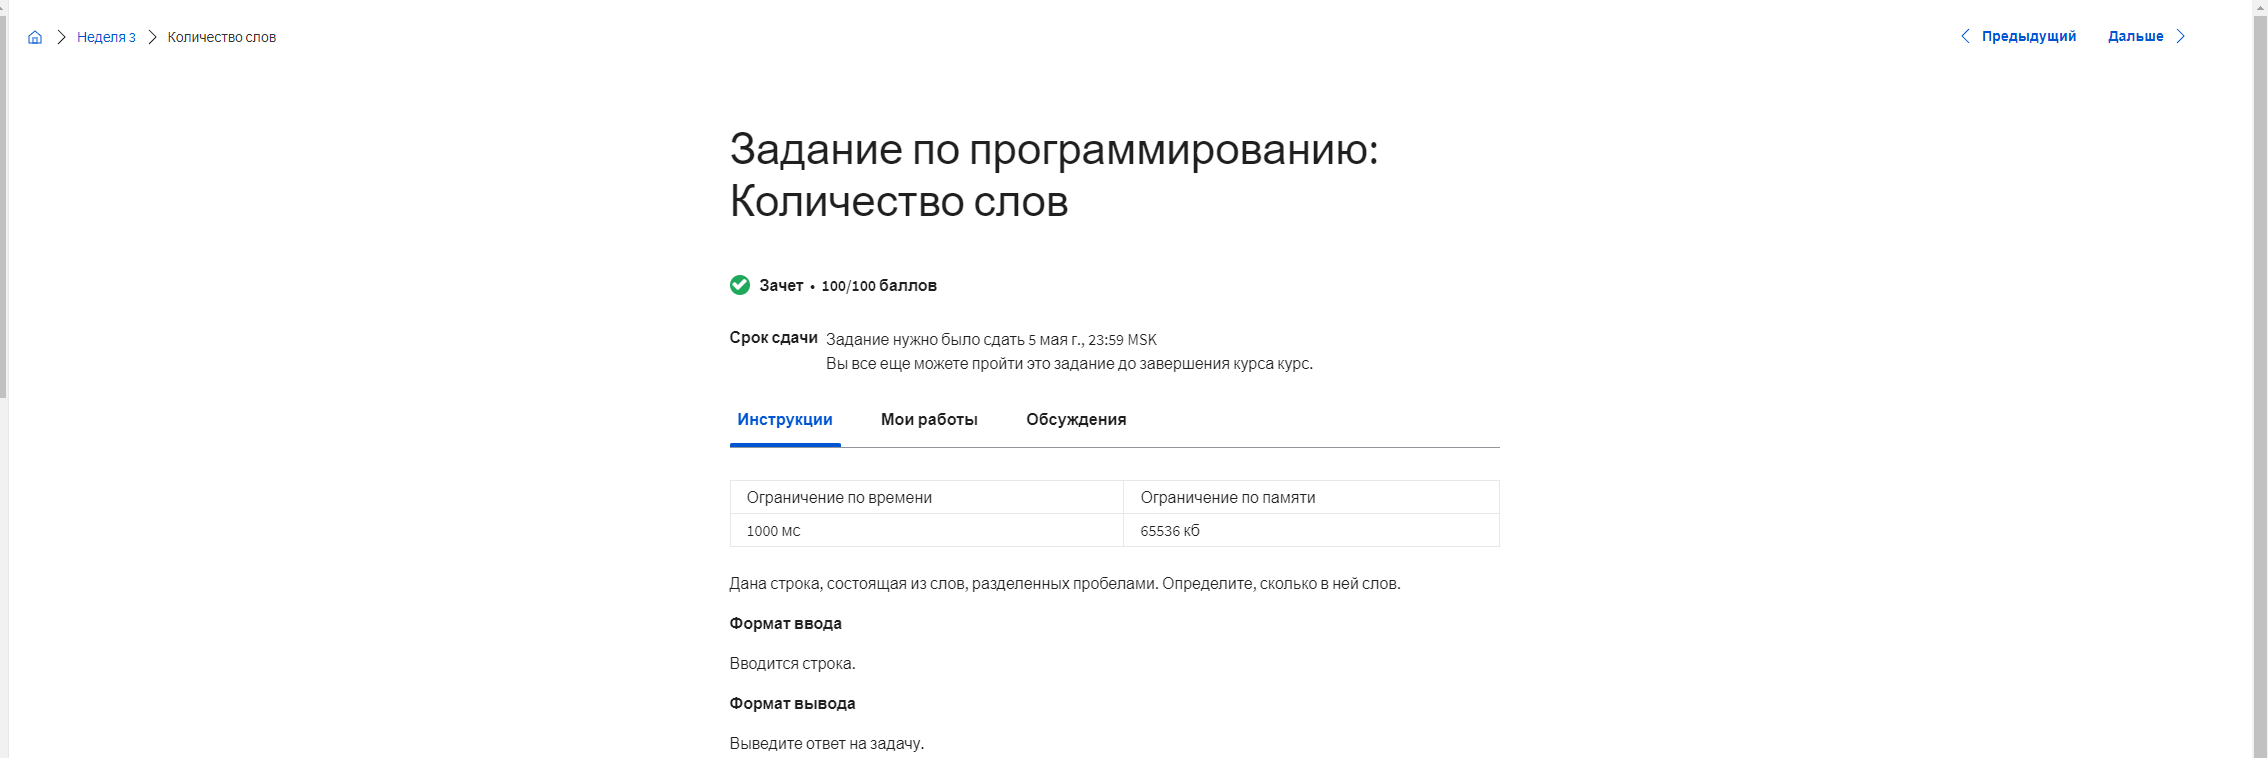 Неделя 3 Количество слов Предыдущий Дальше
Задание по программированию:
Количество слов
Зачет • 100/100 баллов
Срок сдачи Задание нужно было сдать 5 мая г., 23:59 MSK
Вы все еще можете пройти это задание до завершения курса курс.
Инструкции Мои работы Обсуждения
Ограничение по времени Ограничение по памяти
1000 мс 65536 кб
Дана строка, состоящая из слов, разделенных пробелами. Определите, сколько в ней слов.
Формат ввода
Вводится строка.
Формат вывода
Выведите ответ на задачу.